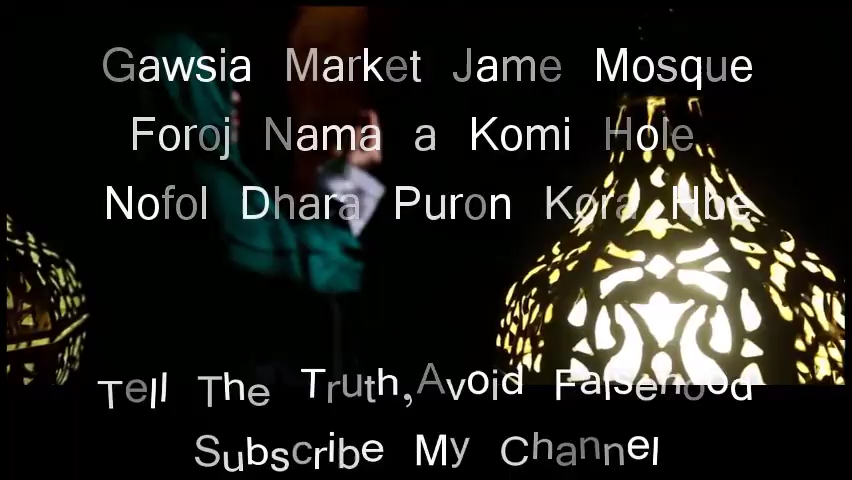 Gawsia Market Jame Mosque
Foroj Nama a Komi Hole
Nofol Dhara Puron Kora Hbe
Tell The Truth,Avoid Falsehood
Subscribe My Channel